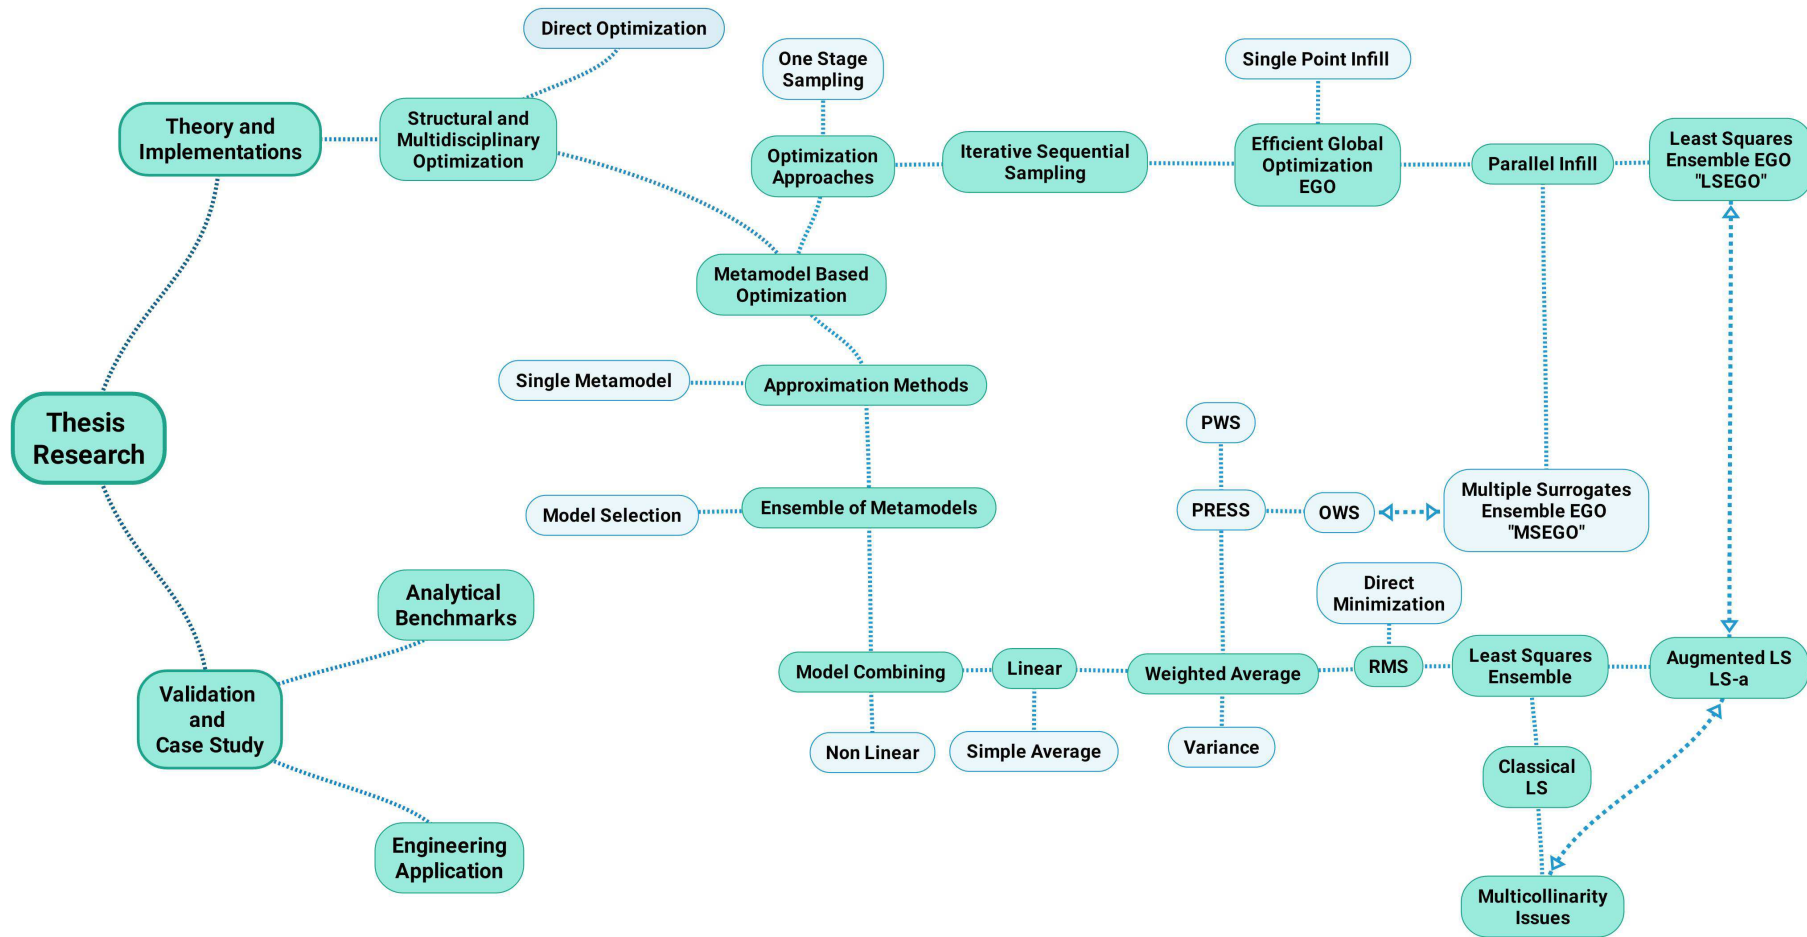 Direct Optimization
One Stage
Sampling
Single Point Infill
Theory and
Implementations
Structural and
Multidisciplinary
Optimization
Optimization
Approaches
Iterative Sequential
Sampling
Efficient Global
Optimization
EGO
Parallel Infill
Least Squares
Ensemble EGO
"LSEGO"
Metamodel Based
Optimization
Single Metamodel
Approximation Methods
Thesis
Research
PWS
Model Selection
Ensemble of Metamodels
PRESS
OWS
Multiple Surrogates
Ensemble EGO
"MSEGO"
Analytical
Benchmarks
Direct
Minimization
Model Combining
Linear
Weighted Average
RMS
Least Squares
Ensemble
Augmented LS
LS-a
Validation
and
Case Study
Non Linear
Simple Average
Variance
Classical
LS
Engineering
Application
Multicollinarity
Issues